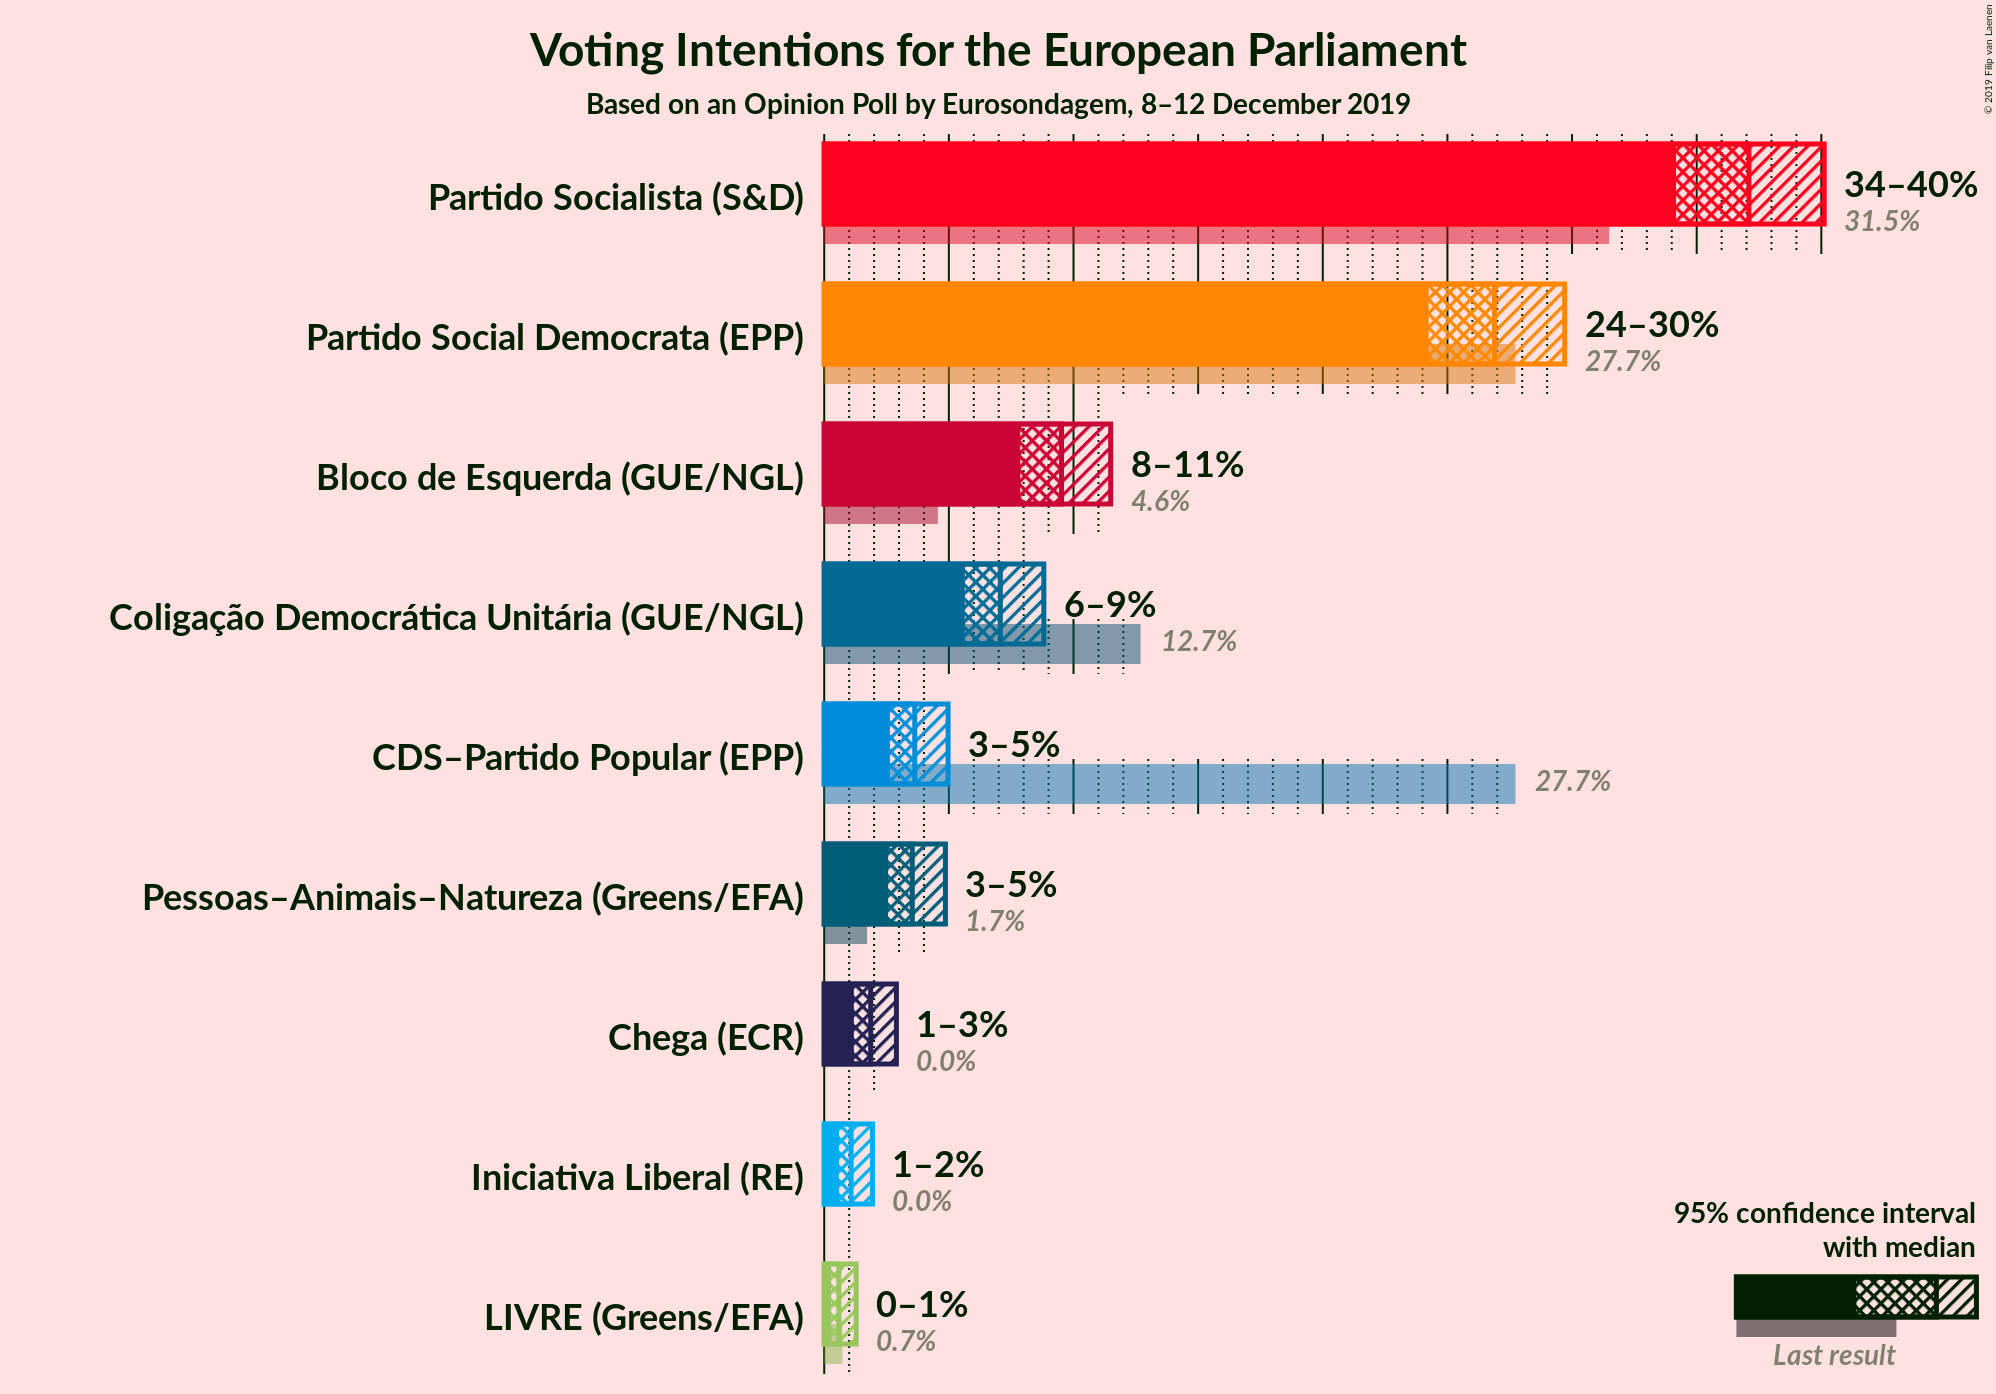 Voting Intentions for the European Parliament
Based on an Opinion Poll by Eurosondagem, 8–12 December 2019
© 2019 Filip van Laenen
Partido Socialista (S&D)
34–40%
31.5%
Partido Social Democrata (EPP)
24–30%
27.7%
Bloco de Esquerda (GUE/NGL)
8–11%
4.6%
Coligação Democrática Unitária (GUE/NGL)
6–9%
12.7%
CDS–Partido Popular (EPP)
3–5%
27.7%
Pessoas–Animais–Natureza (Greens/EFA)
3–5%
1.7%
Chega (ECR)
1–3%
0.0%
Iniciativa Liberal (RE)
1–2%
0.0%
LIVRE (Greens/EFA)
0–1%
0.7%
95% confidence interval
with median
Last result